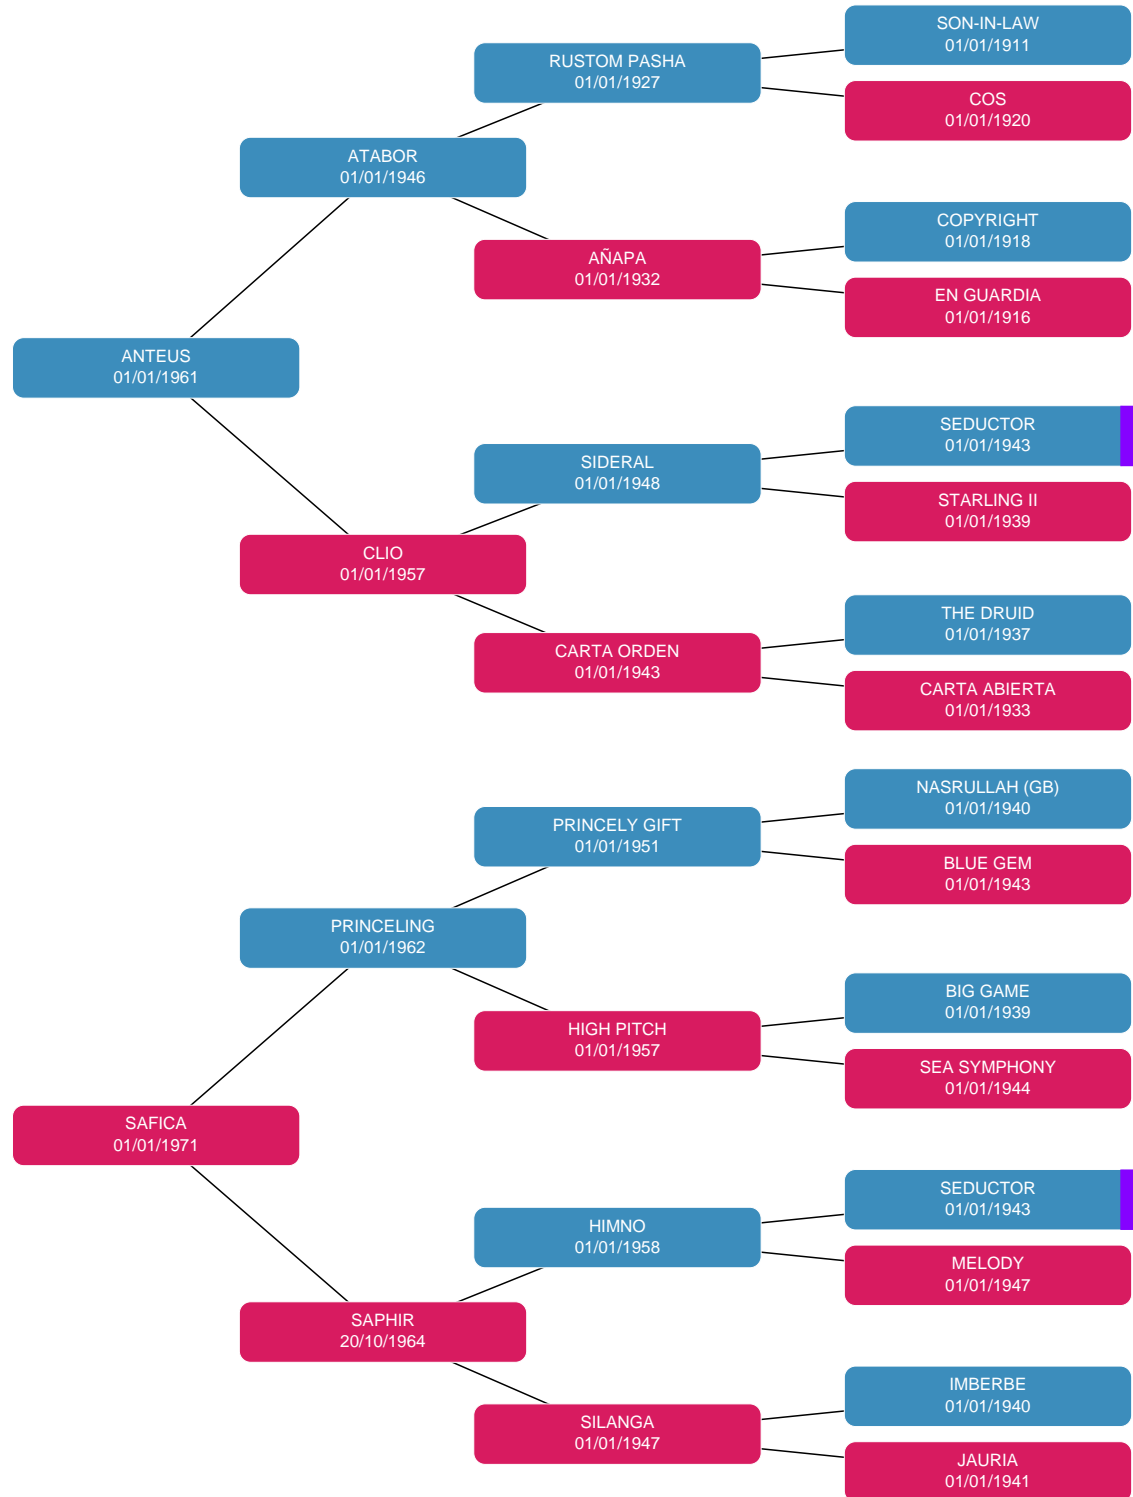 SON-IN-LAW
01/01/1911
RUSTOM PASHA
01/01/1927
COS
01/01/1920
ATABOR
01/01/1946
COPYRIGHT
01/01/1918
AÑAPA
01/01/1932
EN GUARDIA
01/01/1916
ANTEUS
01/01/1961
SEDUCTOR
01/01/1943
SIDERAL
01/01/1948
STARLING II
01/01/1939
CLIO
01/01/1957
THE DRUID
01/01/1937
CARTA ORDEN
01/01/1943
CARTA ABIERTA
01/01/1933
NASRULLAH (GB)
01/01/1940
PRINCELY GIFT
01/01/1951
BLUE GEM
01/01/1943
PRINCELING
01/01/1962
BIG GAME
01/01/1939
HIGH PITCH
01/01/1957
SEA SYMPHONY
01/01/1944
SAFICA
01/01/1971
SEDUCTOR
01/01/1943
HIMNO
01/01/1958
MELODY
01/01/1947
SAPHIR
20/10/1964
IMBERBE
01/01/1940
SILANGA
01/01/1947
JAURIA
01/01/1941